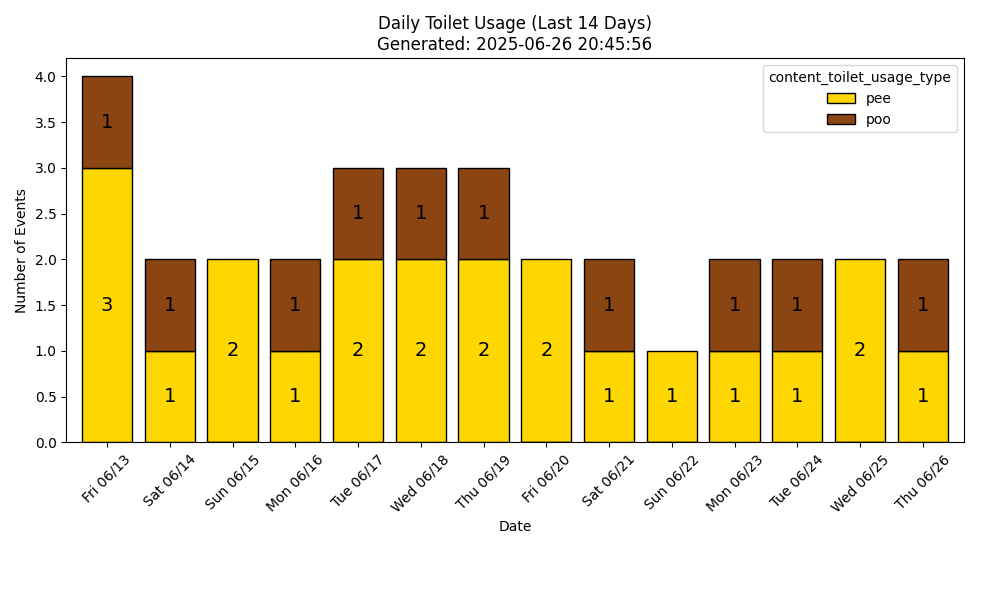 Daily Toilet Usage (Last 14 Days)
Generated: 2025-06-26 20:45:56
content_toilet_usage_type
pee
poo
Number of Events
4.0
3.5
3.0
2.5
2.0
1.5
1.0
0.5
0.0
1
3
1
1
2
1
1
1
2
1
2
1
2
2
1
1
1
1
1
1
1
2
1
1
Fri 06/13
Sat 06/14
Sun 06/15
Mon 06/16
Tue 06/17
Wed 06/18
Thu 06/19
Fri 06/20
Sat 06/21
Sun 06/22
Mon 06/23
Tue 06/24
Wed 06/25
Thu 06/26
Date